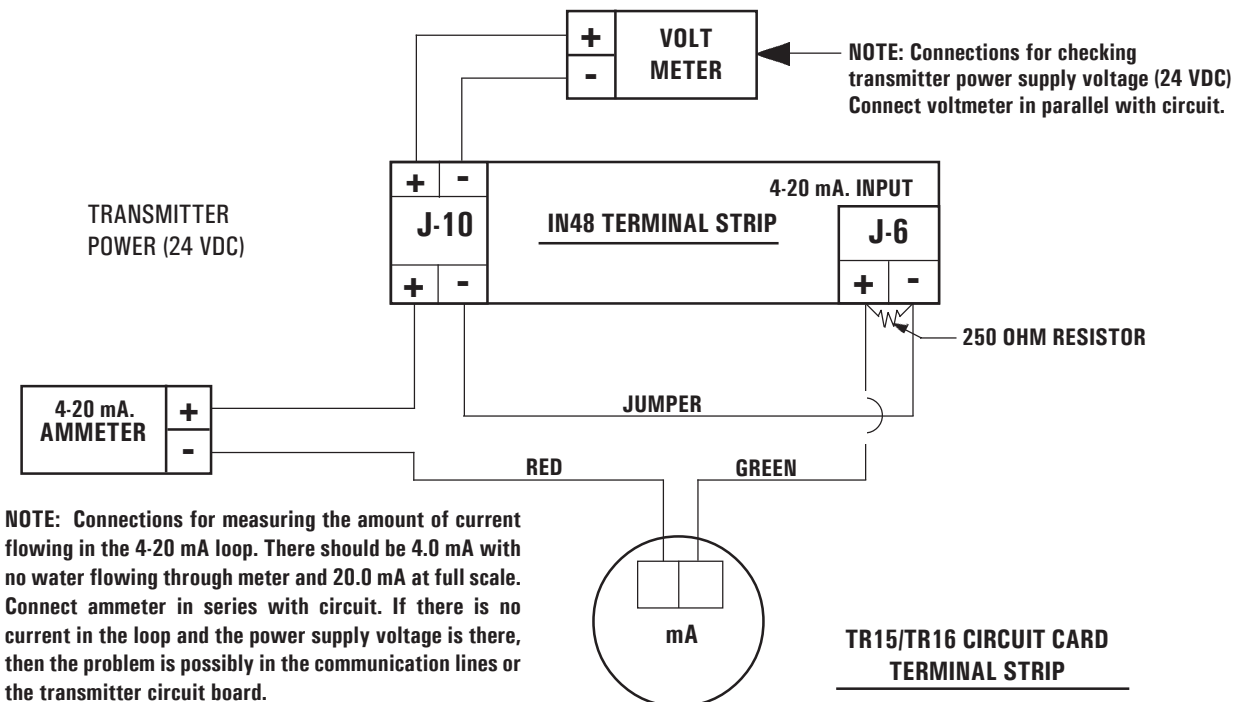 +
VOLT
METER
-
NOTE: Connections for checking
transmitter power supply voltage (24 VDC)
Connect voltmeter in parallel with circuit.
+ -
4-20 mA. INPUT
TRANSMITTER
POWER (24 VDC)
J-10
IN48 TERMINAL STRIP
J-6
+ -
+ -
250 OHM RESISTOR
4-20 mA.
AMMETER
+
-
JUMPER
RED
GREEN
NOTE: Connections for measuring the amount of current
flowing in the 4-20 mA loop. There should be 4.0 mA with
no water flowing through meter and 20.0 mA at full scale.
Connect ammeter in series with circuit. If there is no
current in the loop and the power supply voltage is there,
then the problem is possibly in the communication lines or
the transmitter circuit board.
mA
TR15/TR16 CIRCUIT CARD
TERMINAL STRIP